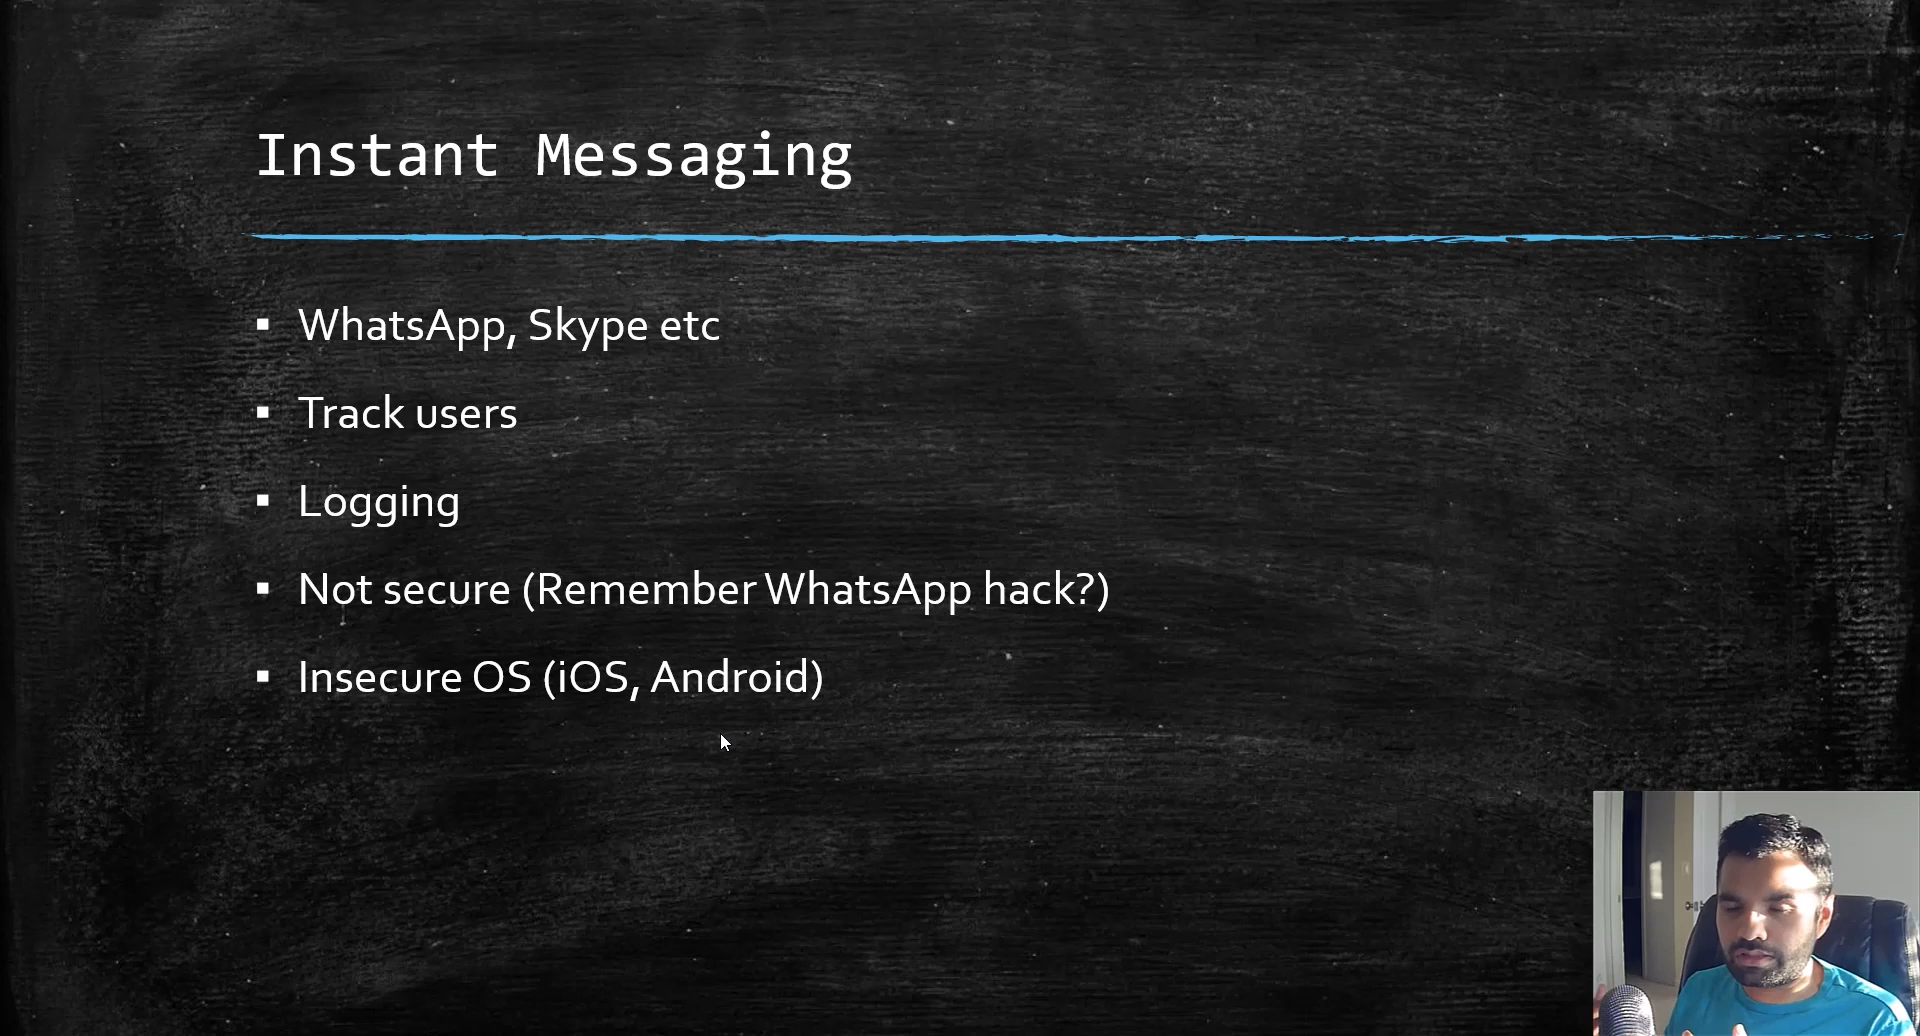 Instant Messaging
WhatsApp, Skype etc
Track users
Logging
Not secure (Remember WhatsApp hack?)
Insecure OS (iOS, Android)